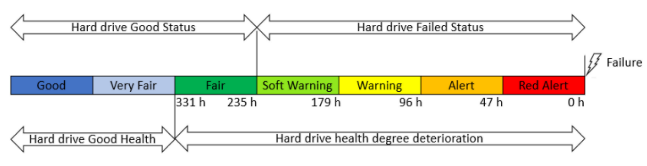 Hard drive Good Status
Hard drive Failed Status
Failure
Good
Very Fair
Fair
Soft Warning
Warning
Alert
Red Alert
331 h
235 h
179 h
96 h
47 h
0 h
Hard drive Good Health
Hard drive health degree deterioration